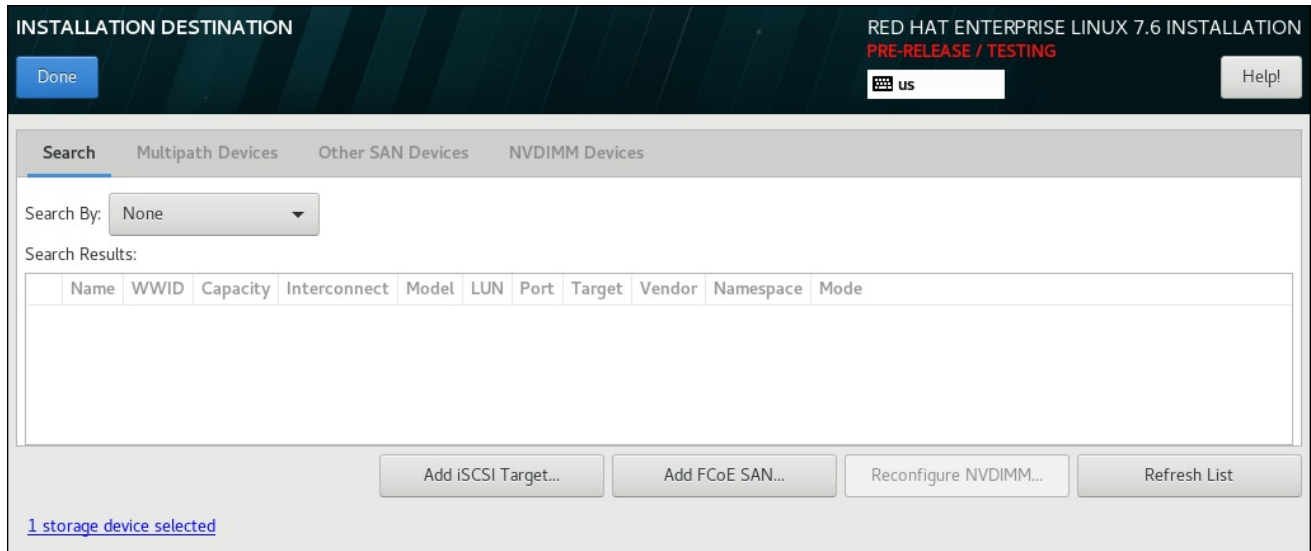 INSTALLATION DESTINATION
RED HAT ENTERPRISE LINUX 7.6 INSTALLATION
PRE-RELEASE / TESTING
Done
us
Help!
Search Multipath Devices Other SAN Devices NVDIMM Devices
Search By: None
Search Results:
Name WWID Capacity Interconnect Model LUN Port Target Vendor Namespace Mode
Add iSCSI Target... Add FCoE SAN... Reconfigure NVDIMM... Refresh List
1 storage device selected